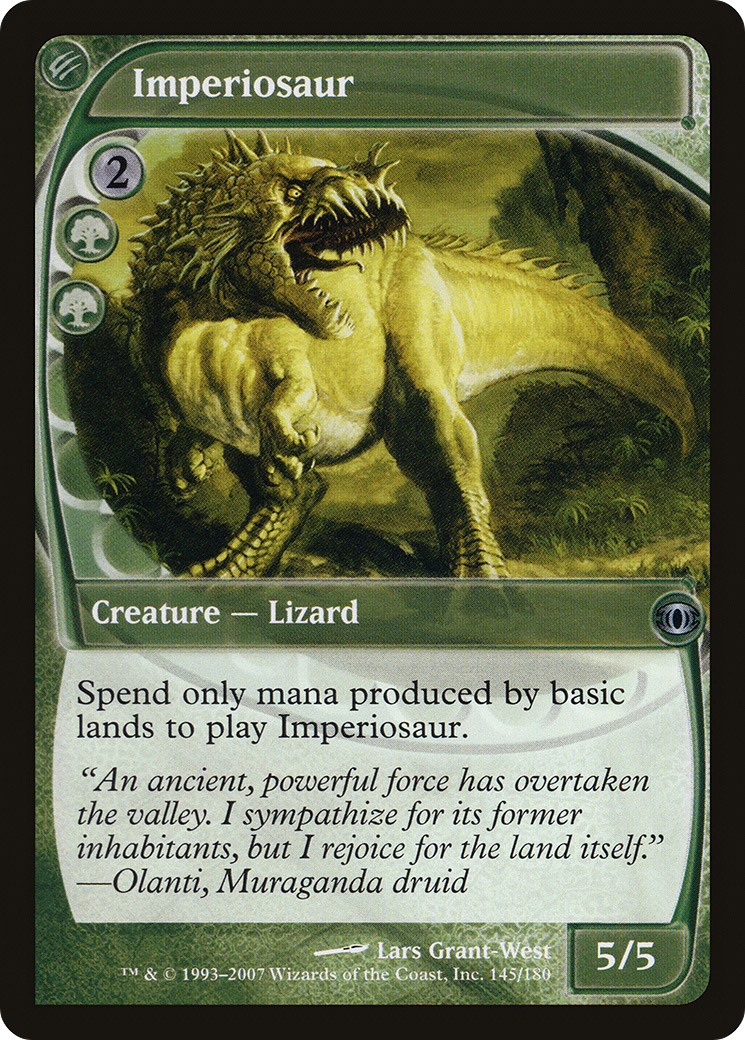 Imperiosaur
2
Creature — Lizard
Spend only mana produced by basic
lands to play Imperiosaur.
“An ancient, powerful force has overtaken
the valley. I sympathize for its former
inhabitants, but I rejoice for the land itself.”
—Olanti, Muraganda druid
Lars Grant-West
5/5
™ & © 1993–2007 Wizards of the Coast, Inc. 145/180